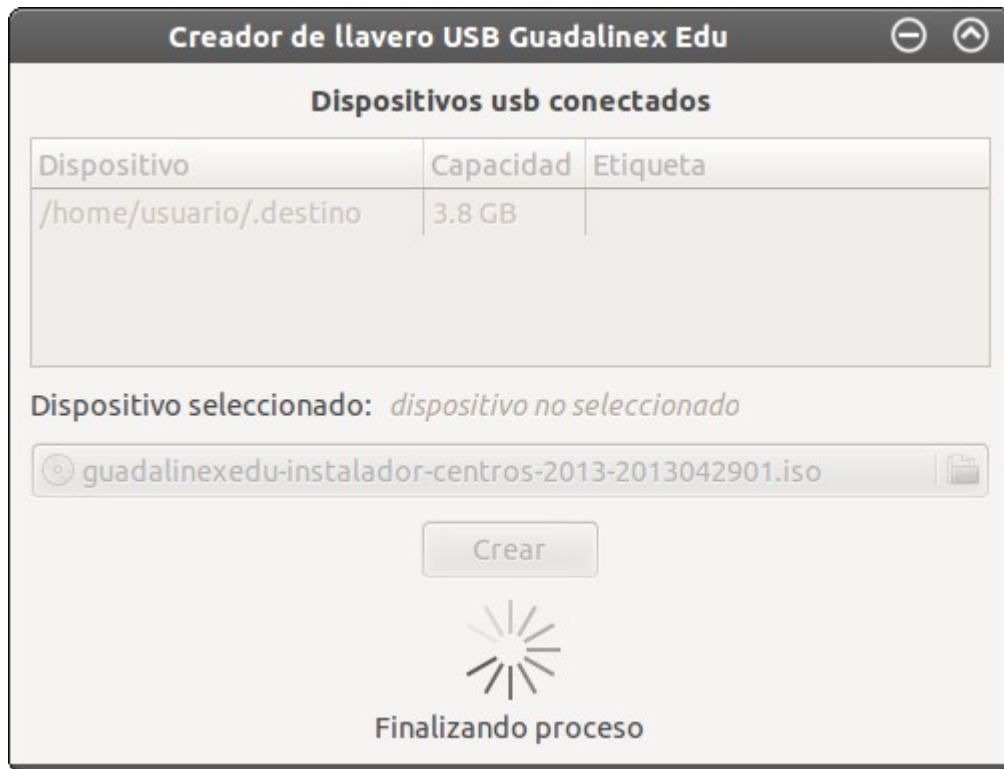 Creador de llavero USB Guadalinex Edu
Dispositivos usb conectados
Dispositivo Capacidad Etiqueta
/home/usuario/.destino 3.8 GB
Dispositivo seleccionado: dispositivo no seleccionado
guadalinexedu-instalador-centros-2013-2013042901.iso
Crear
Finalizando proceso